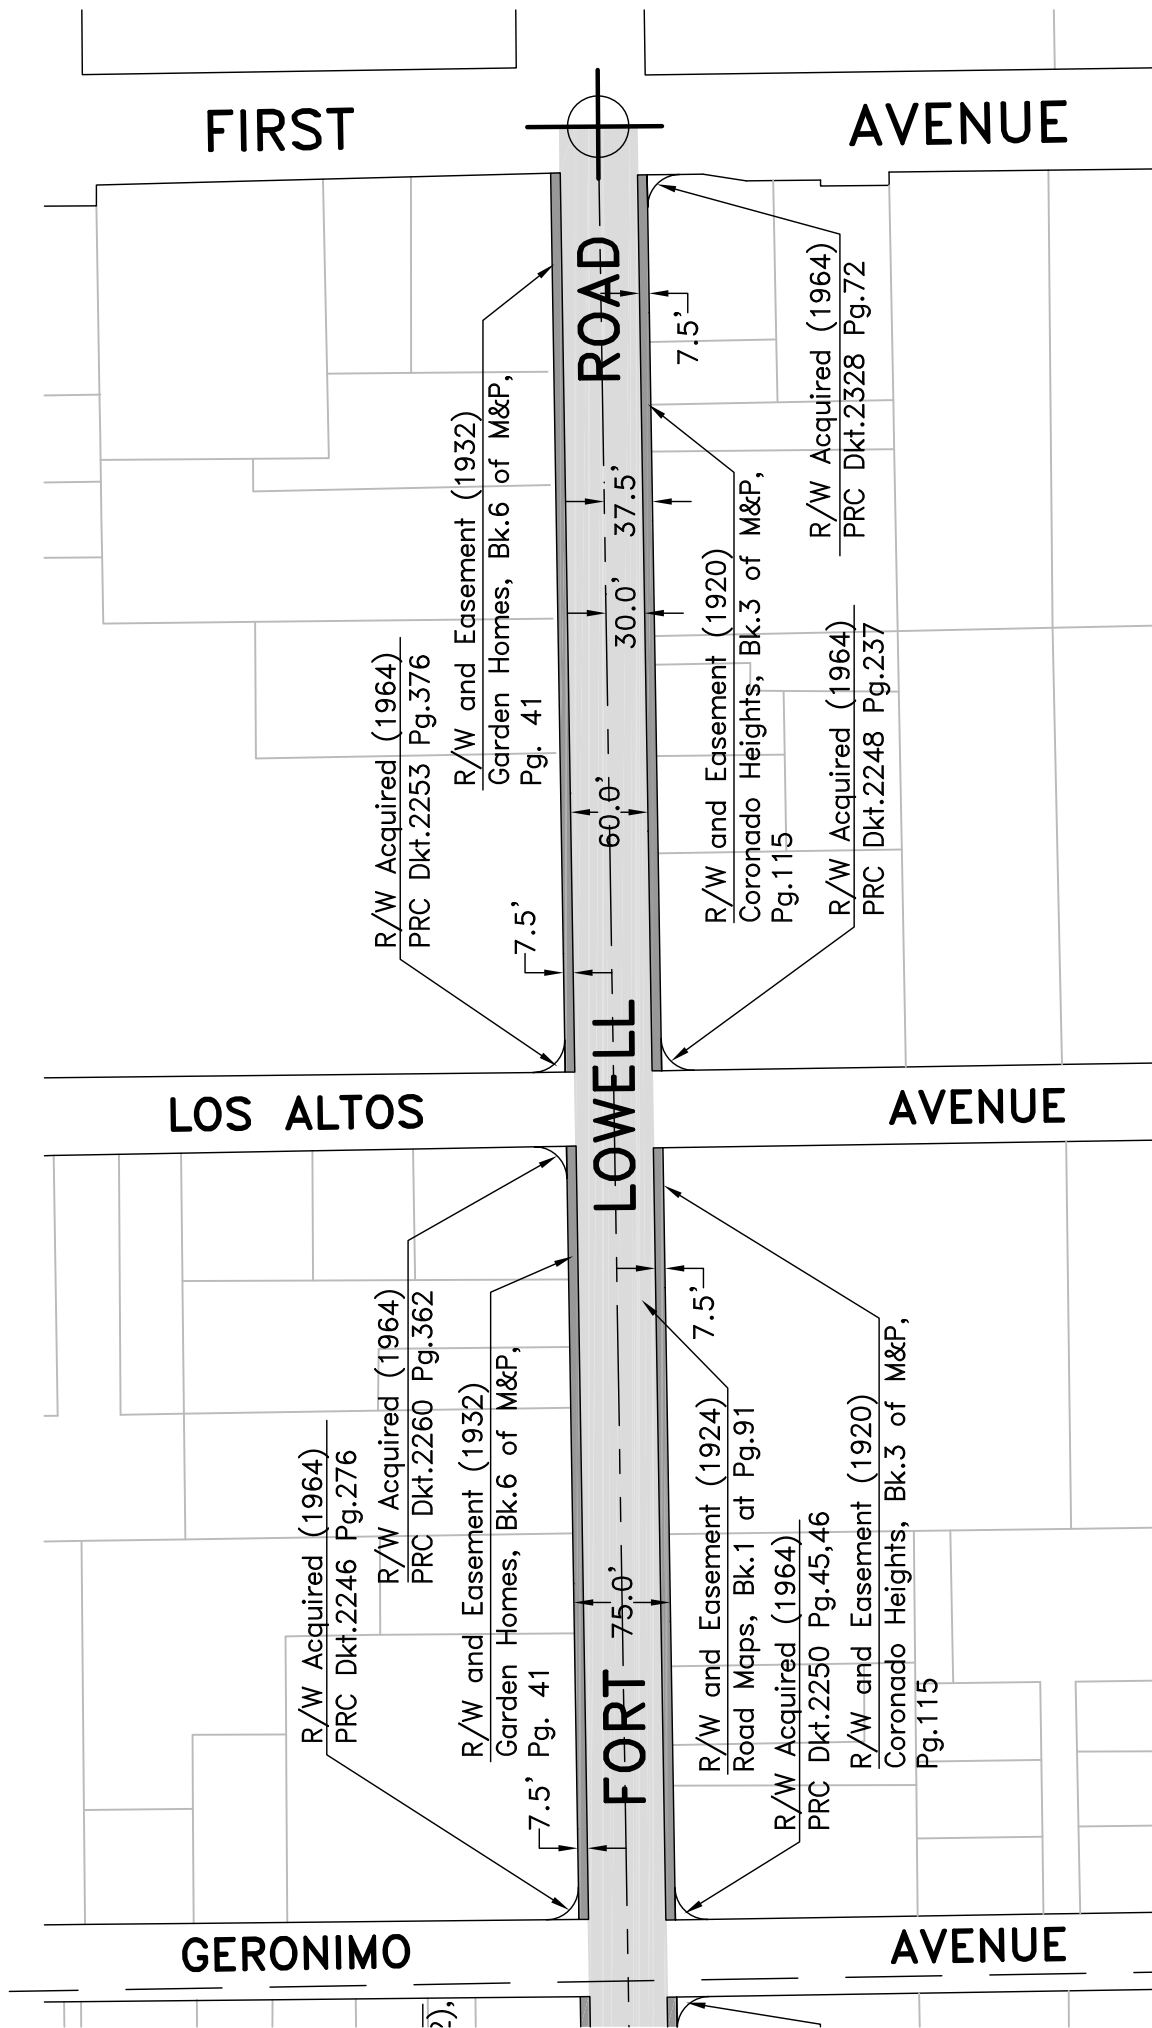 FIRST AVENUE
ROAD
7.5'
R/W Acquired (1964)
PRC Dkt.2328 Pg.72
R/W and Easement (1932)
Garden Homes, Bk.6 of M&P,
Pg. 41
37.5'
30.0'
R/W and Easement (1920)
Coronado Heights, Bk.3 of M&P,
Pg.115
R/W Acquired (1964)
PRC Dkt.2253 Pg.376
R/W Acquired (1964)
PRC Dkt.2248 Pg.237
60.0'
7.5'
LOWELL
LOS ALTOS AVENUE
7.5'
R/W Acquired (1964)
PRC Dkt.2260 Pg.362
R/W and Easement (1932)
Garden Homes, Bk.6 of M&P,
Pg. 41
R/W Acquired (1964)
PRC Dkt.2246 Pg.276
R/W and Easement (1924)
Road Maps, Bk.1 at Pg.91
R/W Acquired (1964)
PRC Dkt.2250 Pg.45,46
R/W and Easement (1920)
Coronado Heights, Bk.3 of M&P,
Pg.115
75.0'
FORT
7.5'
GERONIMO AVENUE